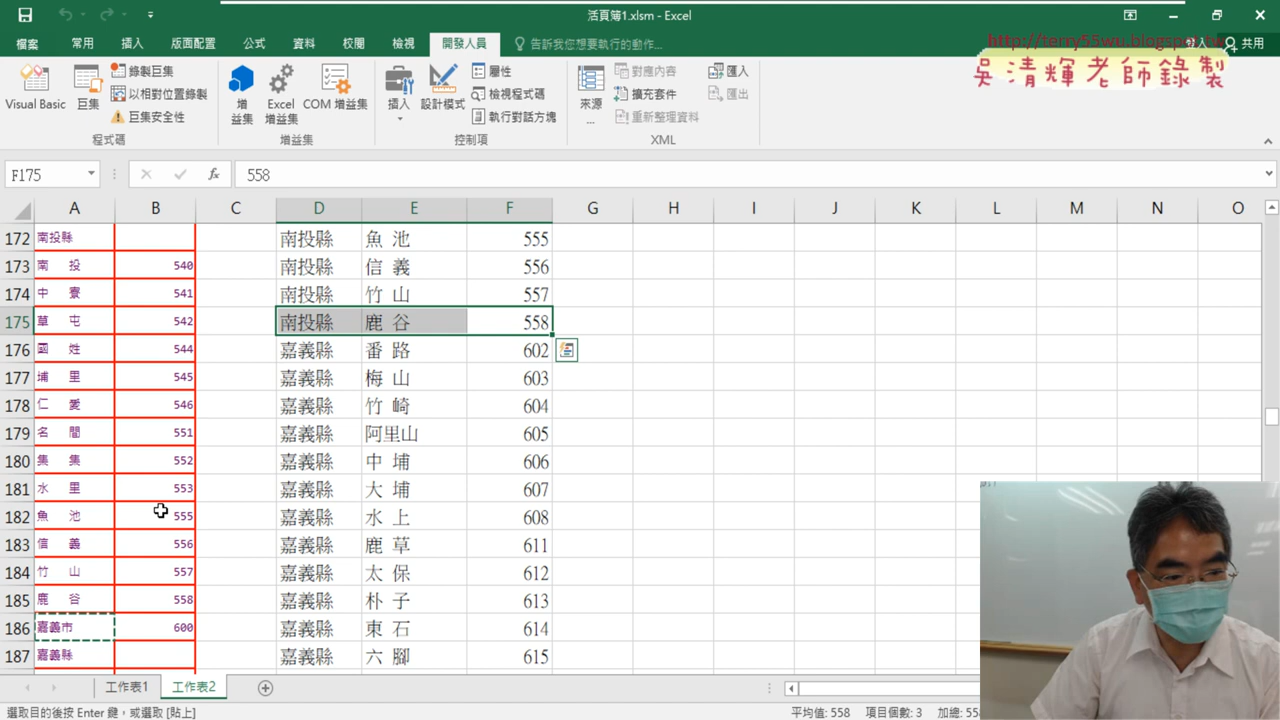 活頁簿1.xlsm - Excel
http://terry55wu.blogspot.tw
吳清輝老師錄製
檔案 常用 插入 版面配置 公式 資料 校閱 檢視 開發人員 告訴我您想要執行的動作... 登入 共用
Visual Basic 巨集 錄製巨集 以相對位置錄製 巨集安全性
增益集 Excel 增益集 COM 增益集
插入 設計模式 屬性 檢視程式碼 執行對話方塊
來源... 對應內容 擴充套件 重新整理資料 匯入 匯出
程式碼 增益集 控制項 XML
F175 fx 558
A B C D E F G H I J K L M N O
172 南投縣 南投縣 魚 池 555
173 南 投 540 南投縣 信 義 556
174 中 寮 541 南投縣 竹 山 557
175 草 屯 542 南投縣 鹿 谷 558
176 國 姓 544 嘉義縣 番 路 602
177 埔 里 545 嘉義縣 梅 山 603
178 仁 愛 546 嘉義縣 竹 崎 604
179 名 間 551 嘉義縣 阿里山 605
180 集 集 552 嘉義縣 中 埔 606
181 水 里 553 嘉義縣 大 埔 607
182 魚 池 555 嘉義縣 水 上 608
183 信 義 556 嘉義縣 鹿 草 611
184 竹 山 557 嘉義縣 太 保 612
185 鹿 谷 558 嘉義縣 朴 子 613
186 嘉義市 600 嘉義縣 東 石 614
187 嘉義縣 嘉義縣 六 腳 615
工作表1 工作表2
選取目的後按 Enter 鍵，或選取 [貼上] 平均值: 558 項目個數: 3 加總: 55